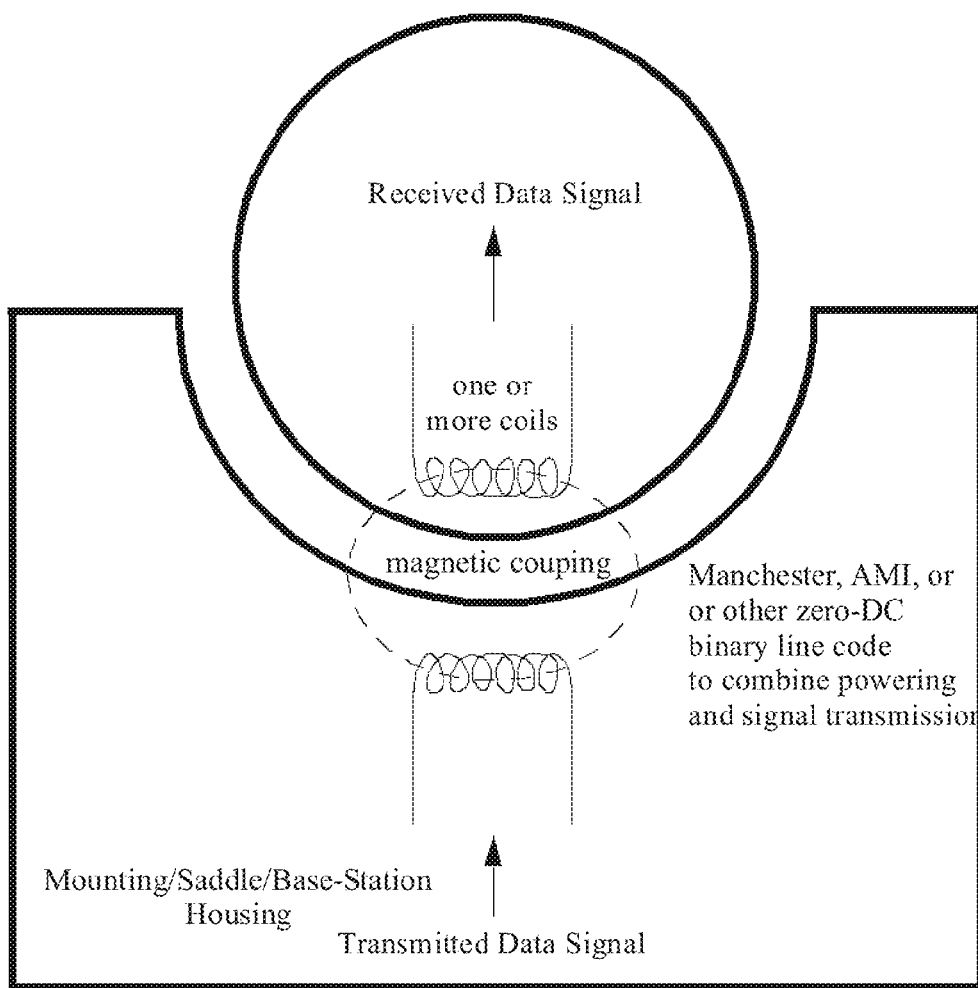 Received Data Signal
one or
more coils
magnetic couping
Manchester, AMI, or
or other zero-DC
binary line code
to combine powering
and signal transmission
Mounting/Saddle/Base-Station
Housing
Transmitted Data Signal